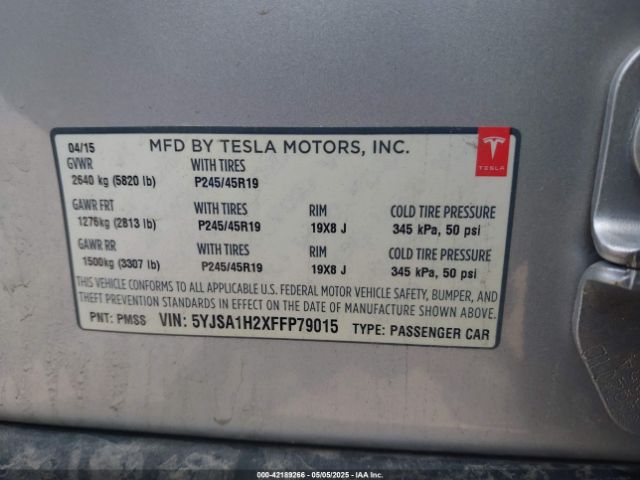 04/15 MFD BY TESLA MOTORS, INC.
GVWR WITH TIRES
2640 kg (5820 lb) P245/45R19
TESLA
GAWR FRT WITH TIRES RIM COLD TIRE PRESSURE
1276kg (2813 lb) P245/45R19 19X8 J 345 kPa, 50 psi
GAWR RR WITH TIRES RIM COLD TIRE PRESSURE
1500kg (3307 lb) P245/45R19 19X8 J 345 kPa, 50 psi
THIS VEHICLE CONFORMS TO ALL APPLICABLE U.S. FEDERAL MOTOR VEHICLE SAFETY, BUMPER, AND
THEFT PREVENTION STANDARDS IN EFFECT ON THE DATE OF MANUFACTURE SHOWN ABOVE.
PNT: PMSS VIN: 5YJSA1H2XFFP79015 TYPE: PASSENGER CAR
000-42189266 - 05/05/2025 - IAA Inc.